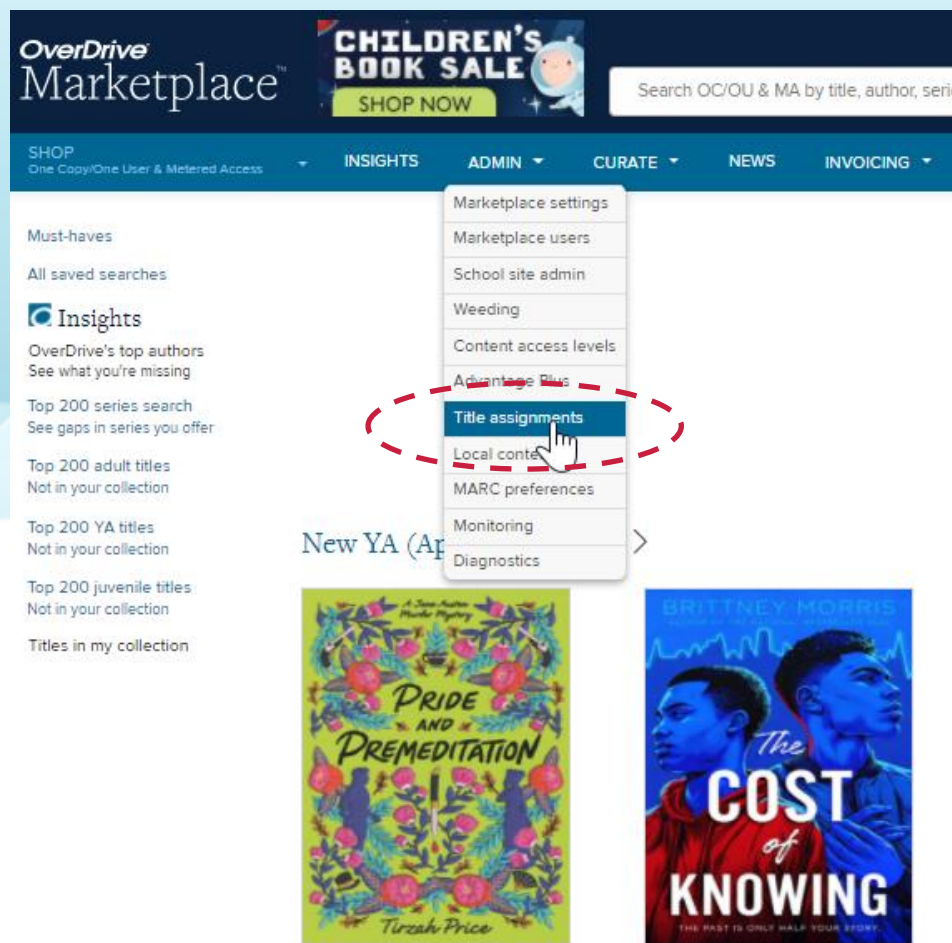 OverDrive
Marketplace™
CHILDREN'S
BOOK SALE
SHOP NOW
Search OC/OU & MA by title, author, seri
SHOP
One Copy/One User & Metered Access
INSIGHTS
ADMIN
CURATE
NEWS
INVOICING
Marketplace settings
Marketplace users
School site admin
Weeding
Content access levels
Advantage Plus
Title assignments
Local conte
MARC preferences
Monitoring
Diagnostics
Must-haves
All saved searches
Insights
OverDrive's top authors
See what you're missing
Top 200 series search
See gaps in series you offer
Top 200 adult titles
Not in your collection
Top 200 YA titles
Not in your collection
Top 200 juvenile titles
Not in your collection
Titles in my collection
New YA (Ap
A Jane Austen
Murder Mystery
PRIDE
AND
PREMEDITATION
Tirzah Price
BRITTNEY MORRIS
The
COST
of
KNOWING
THE PAST IS ONLY HALF YOUR STORY.